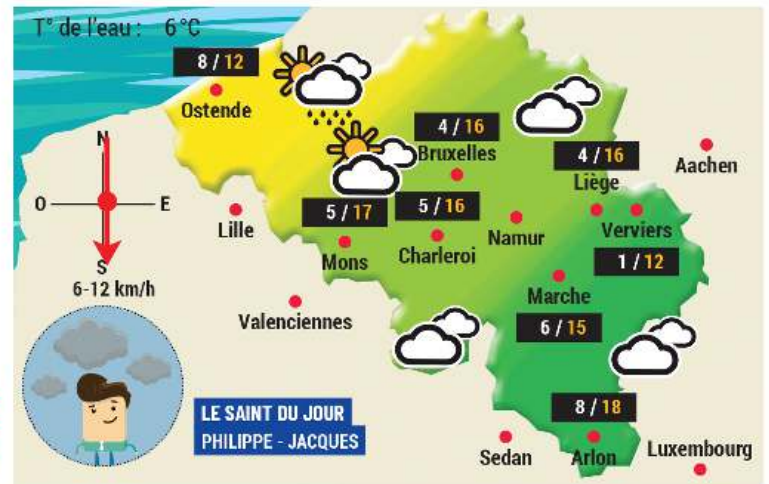 T° de l'eau : 6 °C
8 / 12
Ostende
4 / 16
Bruxelles
4 / 16
Liège
Aachen
N
O
E
S
6-12 km/h
Lille
5 / 17
Mons
5 / 16
Charleroi
Namur
Verviers
1 / 12
Marche
6 / 15
Valenciennes
LE SAINT DU JOUR
PHILIPPE - JACQUES
8 / 18
Sedan
Arlon
Luxembourg